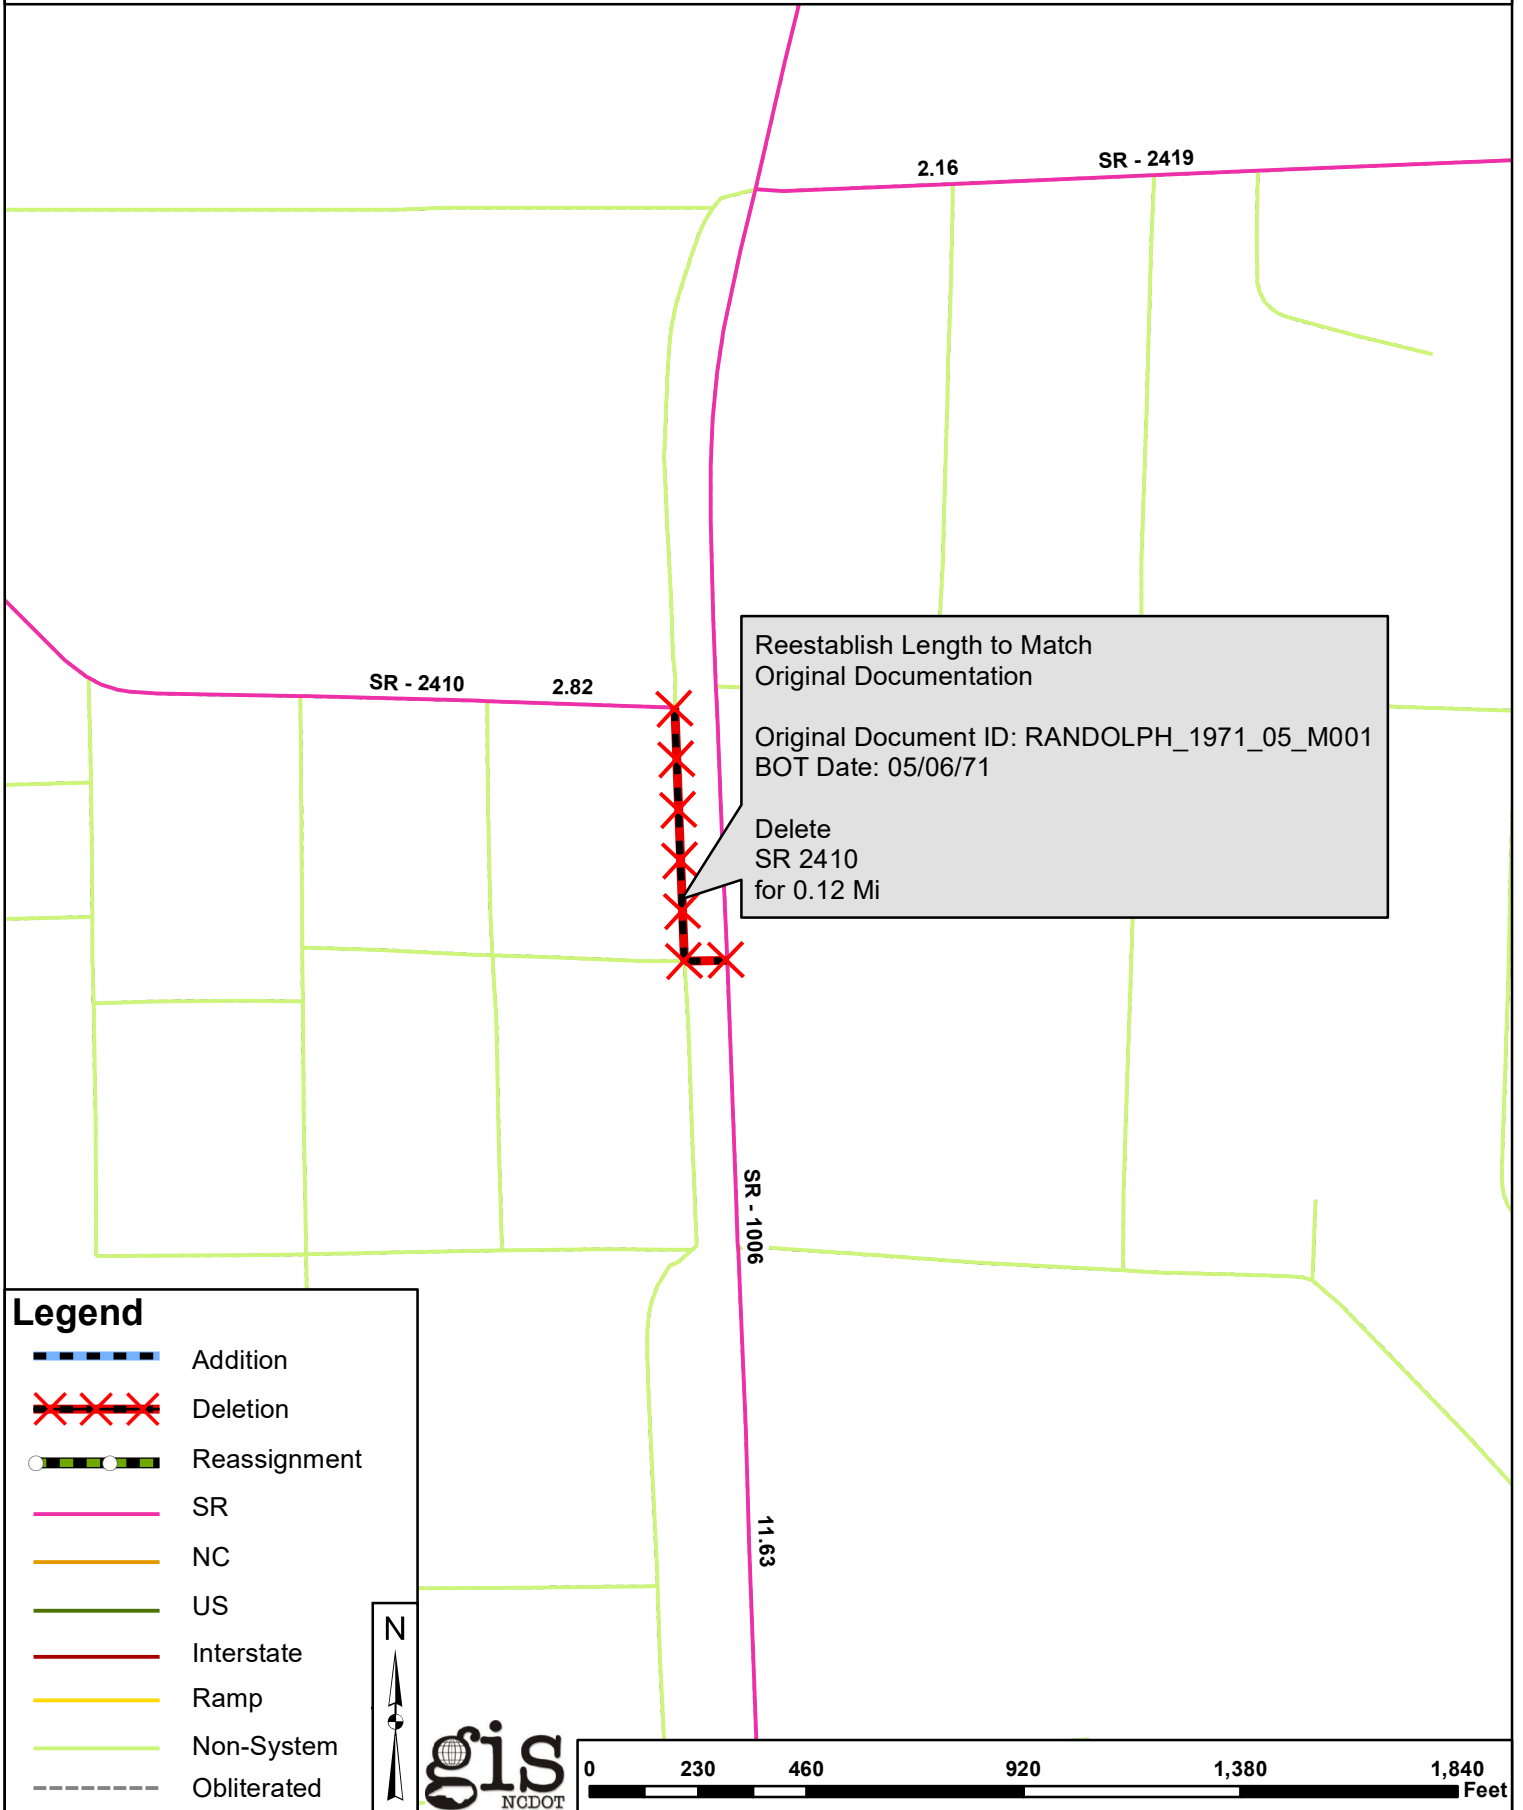 2.16
SR - 2419
SR - 2410
2.82
Reestablish Length to Match
Original Documentation
Original Document ID: RANDOLPH_1971_05_M001
BOT Date: 05/06/71
Delete
SR 2410
for 0.12 Mi
SR - 1006
11.63
Legend
Addition
Deletion
Reassignment
SR
NC
US
Interstate
Ramp
Non-System
Obliterated
N
gis
NCDOT
0 230 460 920 1,380 1,840
Feet